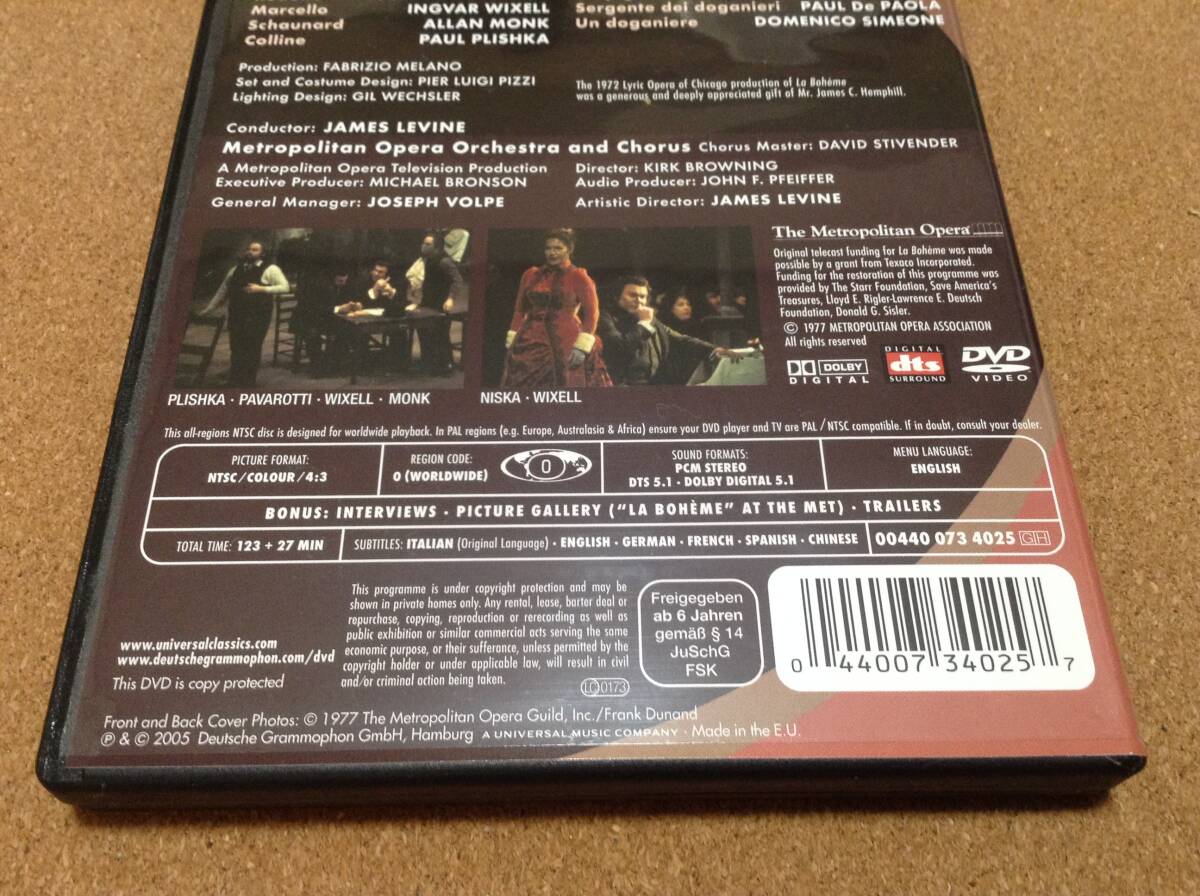 Marcello INGVAR WIXELL
Schaunard ALLAN MONK
Colline PAUL PLISHKA
Sergente dei doganieri PAUL De PAOLA
Un doganiere DOMENICO SIMEONE
Production: FABRIZIO MELANO
Set and Costume Design: PIER LUIGI PIZZI
Lighting Design: GIL WECHSLER
The 1972 Lyric Opera of Chicago production of La Bohème
was a generous and deeply appreciated gift of Mr. James C. Hemphill.
Conductor: JAMES LEVINE
Metropolitan Opera Orchestra and Chorus Chorus Master: DAVID STIVENDER
A Metropolitan Opera Television Production
Executive Producer: MICHAEL BRONSON
General Manager: JOSEPH VOLPE
Director: KIRK BROWNING
Audio Producer: JOHN F. PFEIFFER
Artistic Director: JAMES LEVINE
PLISHKA · PAVAROTTI · WIXELL · MONK
NISKA · WIXELL
The Metropolitan Opera
Original telecast funding for La Bohème was made
possible by a grant from Texaco Incorporated.
Funding for the restoration of this programme was
provided by The Starr Foundation, Save America's
Treasures, Lloyd E. Rigler-Lawrence E. Deutsch
Foundation, Donald G. Sisler.
© 1977 METROPOLITAN OPERA ASSOCIATION
All rights reserved
DOLBY
DIGITAL
DIGITAL
dts
SURROUND
DVD
VIDEO
This all-regions NTSC disc is designed for worldwide playback. In PAL regions (e.g. Europe, Australasia & Africa) ensure your DVD player and TV are PAL/NTSC compatible. If in doubt, consult your dealer.
PICTURE FORMAT:
NTSC/COLOUR/4:3
REGION CODE:
0 (WORLDWIDE)
0
SOUND FORMATS:
PCM STEREO
DTS 5.1 · DOLBY DIGITAL 5.1
MENU LANGUAGE:
ENGLISH
BONUS: INTERVIEWS · PICTURE GALLERY ("LA BOHÈME" AT THE MET) · TRAILERS
TOTAL TIME: 123 + 27 MIN
SUBTITLES: ITALIAN (Original Language) · ENGLISH · GERMAN · FRENCH · SPANISH · CHINESE
00440 073 4025 GH
This programme is under copyright protection and may be
shown in private homes only. Any rental, lease, barter deal or
repurchase, copying, reproduction or rerecording as well as
public exhibition or similar commercial acts serving the same
economic purpose, or their sufferance, unless permitted by the
copyright holder or under applicable law, will result in civil
and/or criminal action being taken.
www.universalclassics.com
www.deutschegrammophon.com/dvd
This DVD is copy protected
LC 0173
Freigegeben
ab 6 Jahren
gemäß § 14
JuSchG
FSK
0 44007 34025 7
Front and Back Cover Photos: © 1977 The Metropolitan Opera Guild, Inc./Frank Dunand
℗ & © 2005 Deutsche Grammophon GmbH, Hamburg A UNIVERSAL MUSIC COMPANY · Made in the E.U.